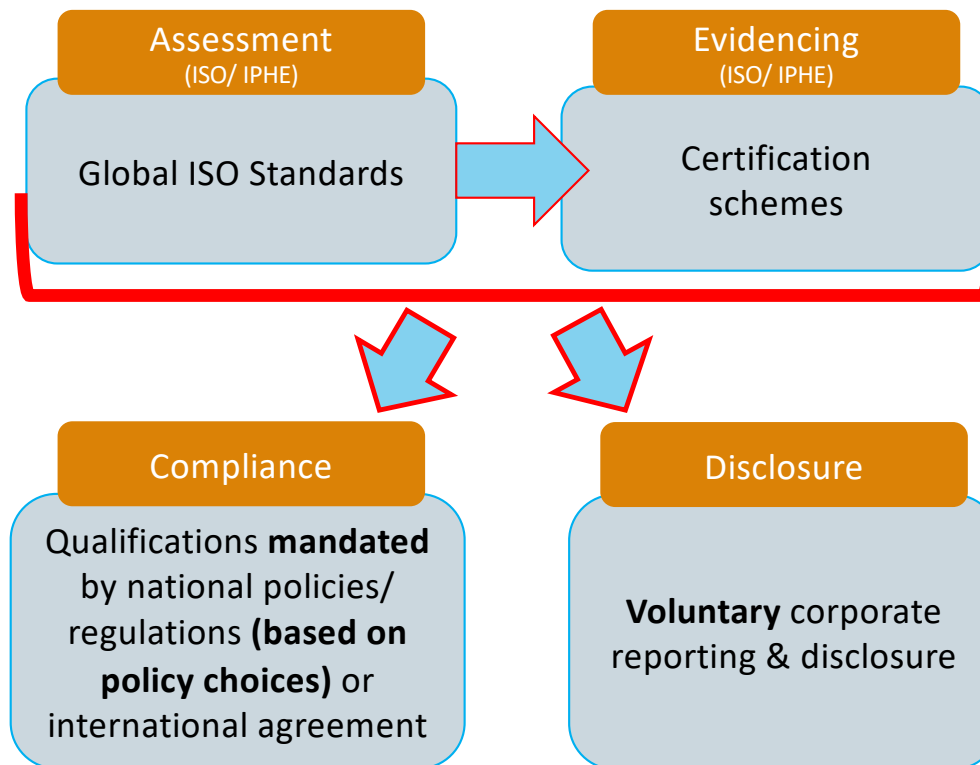 Assessment
(ISO/ IPHE)
Global ISO Standards
Evidencing
(ISO/ IPHE)
Certification
schemes
Compliance
Qualifications mandated
by national policies/
regulations (based on
policy choices) or
international agreement
Disclosure
Voluntary corporate
reporting & disclosure